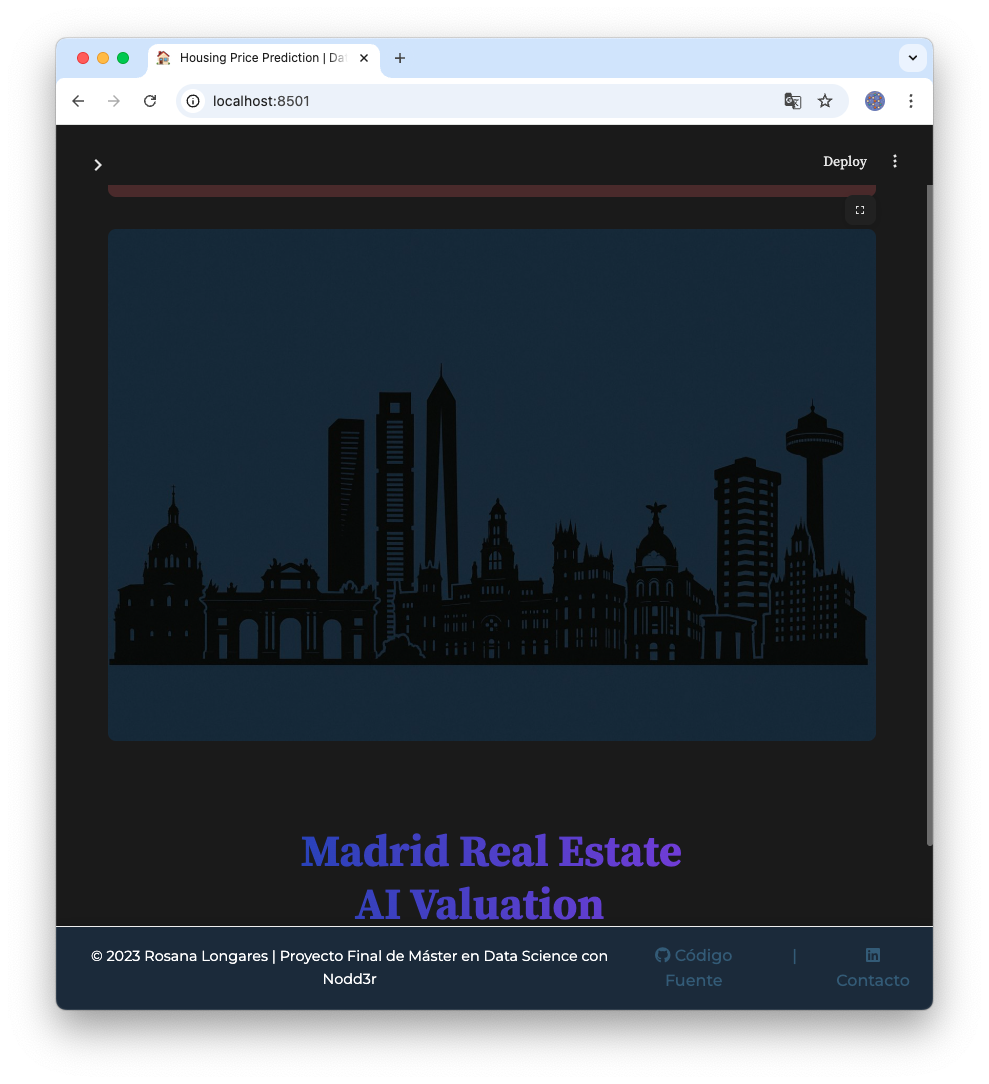 Housing Price Prediction | Da
localhost:8501
Deploy
Madrid Real Estate
AI Valuation
© 2023 Rosana Longares | Proyecto Final de Máster en Data Science con
Nodd3r
Código
Fuente
|
Contacto